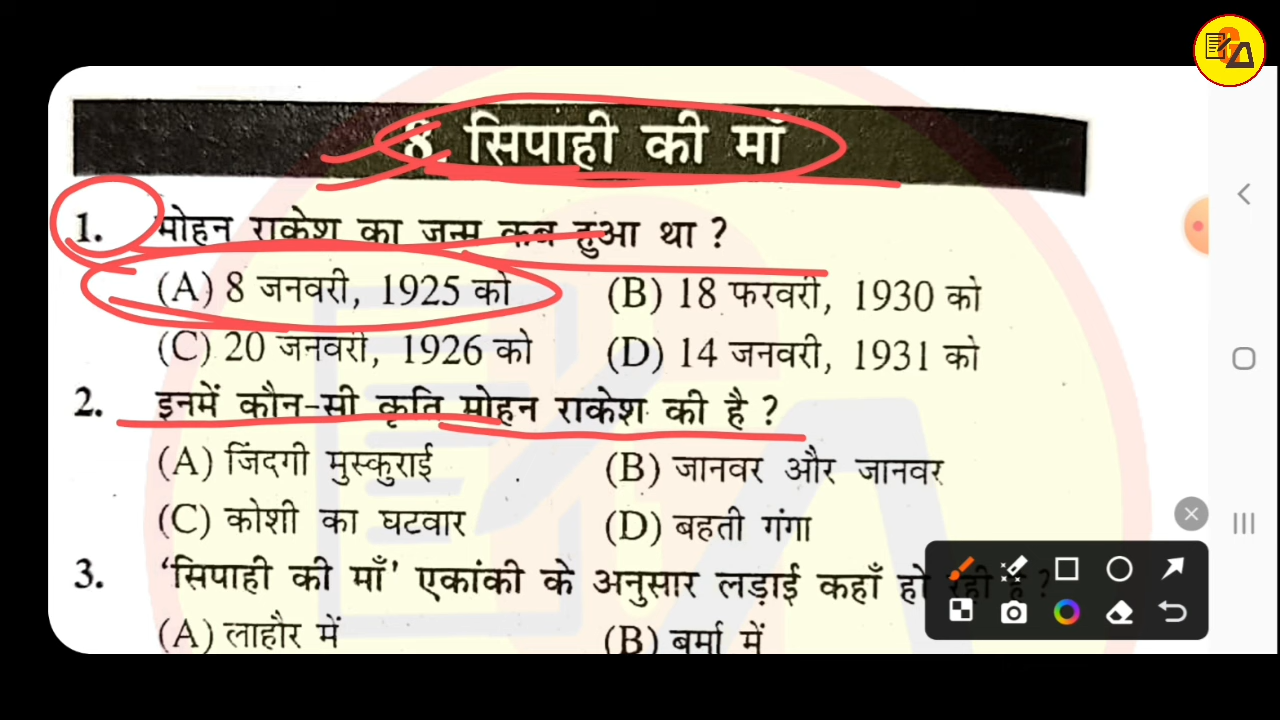 8. सिपाही की माँ
1. मोहन राकेश का जन्म कब हुआ था ?
(A) 8 जनवरी, 1925 को (B) 18 फरवरी, 1930 को
(C) 20 जनवरी, 1926 को (D) 14 जनवरी, 1931 को
2. इनमें कौन-सी कृति मोहन राकेश की है ?
(A) जिंदगी मुस्कुराई (B) जानवर और जानवर
(C) कोशी का घटवार (D) बहती गंगा
3. ‘सिपाही की माँ’ एकांकी के अनुसार लड़ाई कहाँ हो रही है ?
(A) लाहौर में (B) बर्मा में